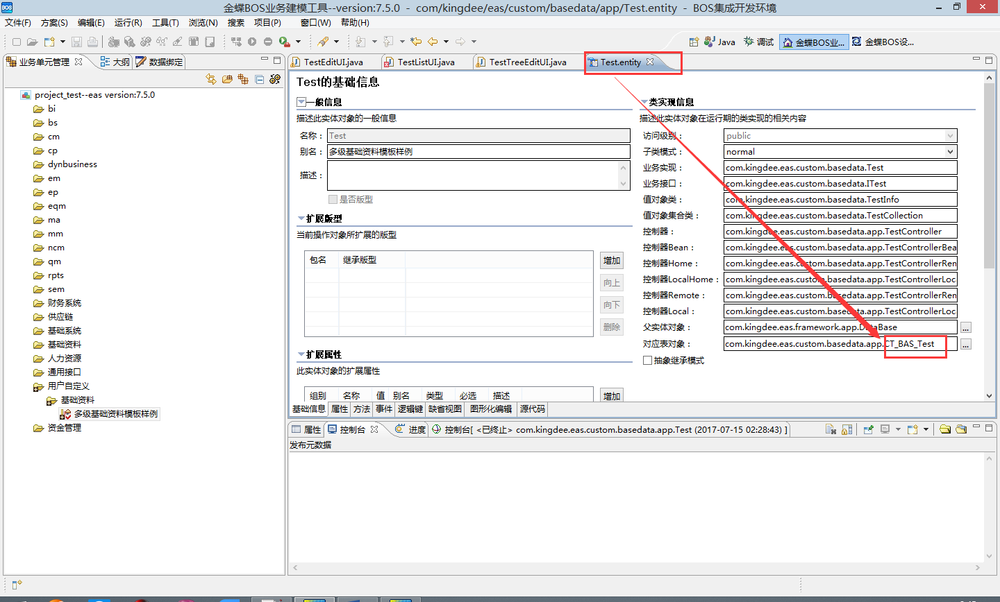 BOS 金蝶BOS业务建模工具--version:7.5.0 - com/kingdee/eas/custom/basedata/app/Test.entity - BOS集成开发环境
文件(F) 方案(S) 编辑(E) 运行(R) 工具(T) 浏览(N) 搜索 项目(P) 窗口(W) 帮助(H)
Java 调试 金蝶BOS业... 金蝶BOS设...
业务单元管理 大纲 数据绑定
TestEditUI.java TestListUI.java TestTreeEditUI.java Test.entity
project_test--eas version:7.5.0
bi
bs
cm
cp
dynbusiness
em
ep
eqm
ma
mm
ncm
qm
rpts
sem
财务系统
供应链
基础系统
基础资料
人力资源
通用接口
用户自定义
基础资料
多级基础资料模板样例
资金管理
Test的基础信息
一般信息
描述此实体对象的一般信息
名称： Test
别名： 多级基础资料模板样例
描述：
是否版型
扩展版型
当前操作对象所扩展的版型
包名 继承版型
增加
向上
向下
删除
扩展属性
此实体对象的扩展属性
组别 名称 值 别名 类型 必选 描述
增加
类实现信息
描述此实体对象在运行期的类实现的相关内容
访问级别： public
子类模式： normal
业务实现： com.kingdee.eas.custom.basedata.Test
业务接口： com.kingdee.eas.custom.basedata.ITest
值对象类： com.kingdee.eas.custom.basedata.TestInfo
值对象集合类： com.kingdee.eas.custom.basedata.TestCollection
控制器： com.kingdee.eas.custom.basedata.app.TestController
控制器Bean： com.kingdee.eas.custom.basedata.app.TestControllerBea
控制器Home： com.kingdee.eas.custom.basedata.app.TestControllerRen
控制器LocalHome： com.kingdee.eas.custom.basedata.app.TestControllerLoc
控制器Remote： com.kingdee.eas.custom.basedata.app.TestControllerRen
控制器Local： com.kingdee.eas.custom.basedata.app.TestControllerLoc
父实体对象： com.kingdee.eas.framework.app.DataBase ...
对应表对象： com.kingdee.eas.custom.basedata.app.CT_BAS_Test ...
抽象继承模式
基础信息 属性 方法 事件 逻辑键 缺省视图 图形化编辑 源代码
属性 控制台 进度 控制台[ <已终止> com.kingdee.eas.custom.basedata.app.Test (2017-07-15 02:28:43) ]
发布元数据